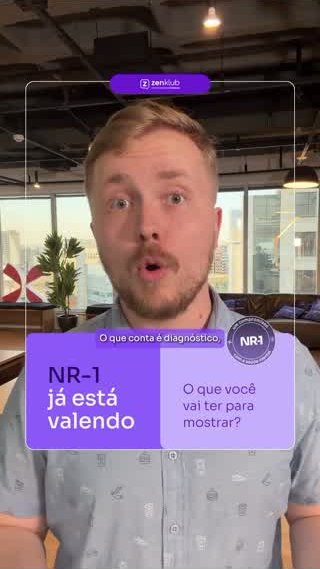 zenklub
O que conta é diagnóstico,
NR-1
NR-1
já está
valendo
O que você
vai ter para
mostrar?